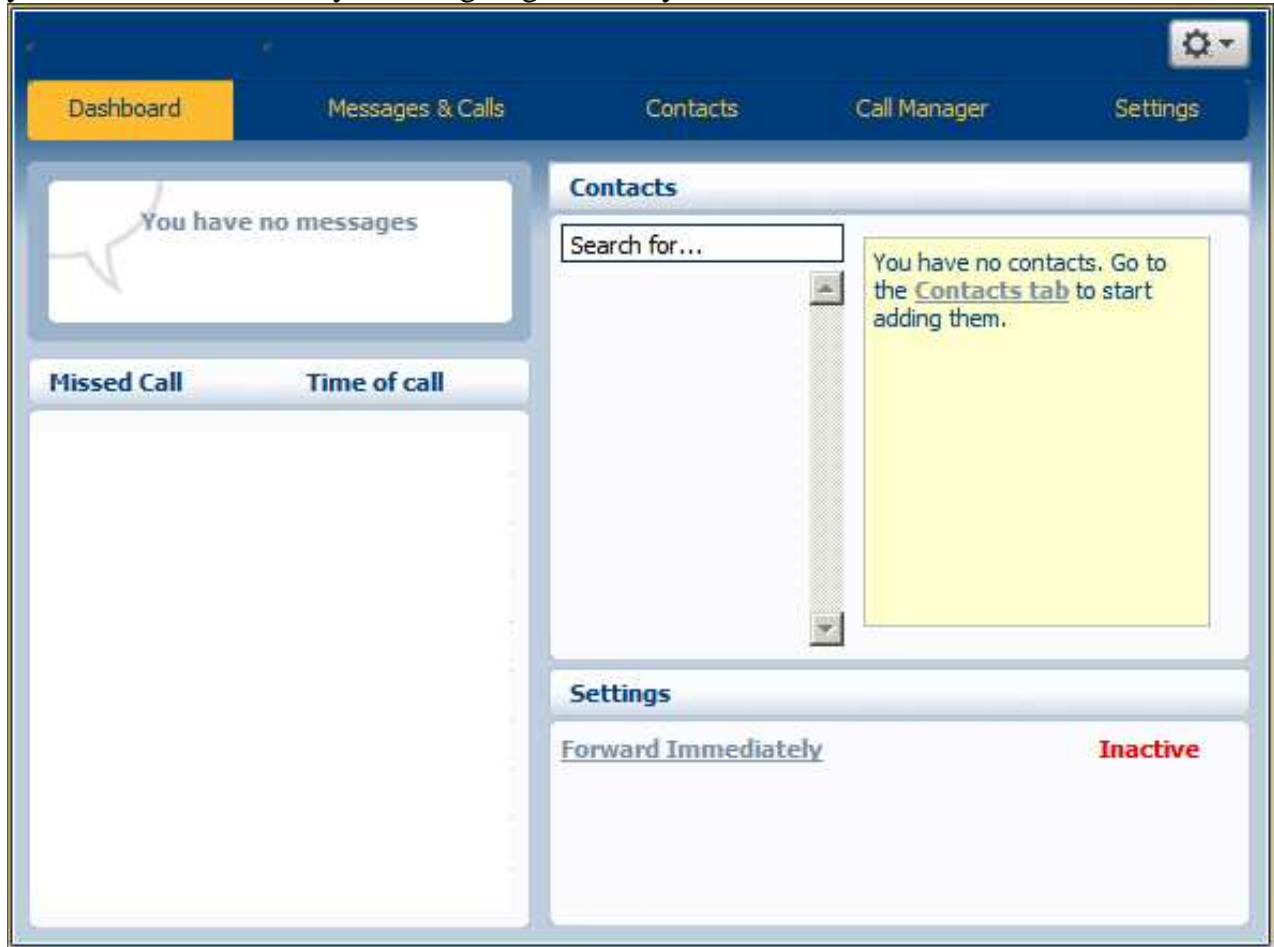 Dashboard Messages & Calls Contacts Call Manager Settings
You have no messages
Missed Call Time of call
Contacts
Search for...
You have no contacts. Go to
the Contacts tab to start
adding them.
Settings
Forward Immediately Inactive